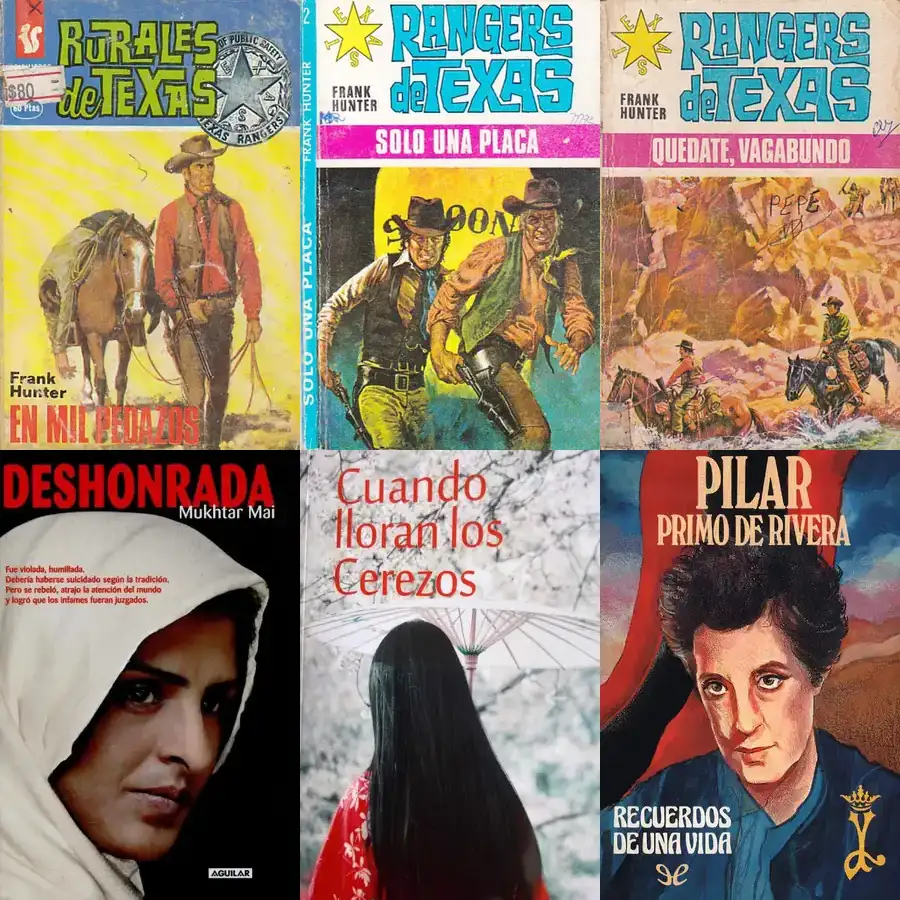 RURALES
de TEXAS
OF PUBLIC SAFETY
TEXAS
TEXAS RANGERS
$80
60 Ptas
Frank
Hunter
EN MIL PEDAZOS
2
FRANK HUNTER
SOLO UNA PLACA
TEXAS
RANGERS
de TEXAS
FRANK
HUNTER
SOLO UNA PLACA
OON
TEXAS
RANGERS
de TEXAS
FRANK
HUNTER
QUEDATE, VAGABUNDO
PEPE
DESHONRADA
Mukhtar Mai
Fue violada, humillada.
Debería haberse suicidado según la tradición.
Pero se rebeló, atrajo la atención del mundo
y logró que los infames fueran juzgados.
AGUILAR
Cuando
lloran los
Cerezos
PILAR
PRIMO DE RIVERA
RECUERDOS
DE UNA VIDA